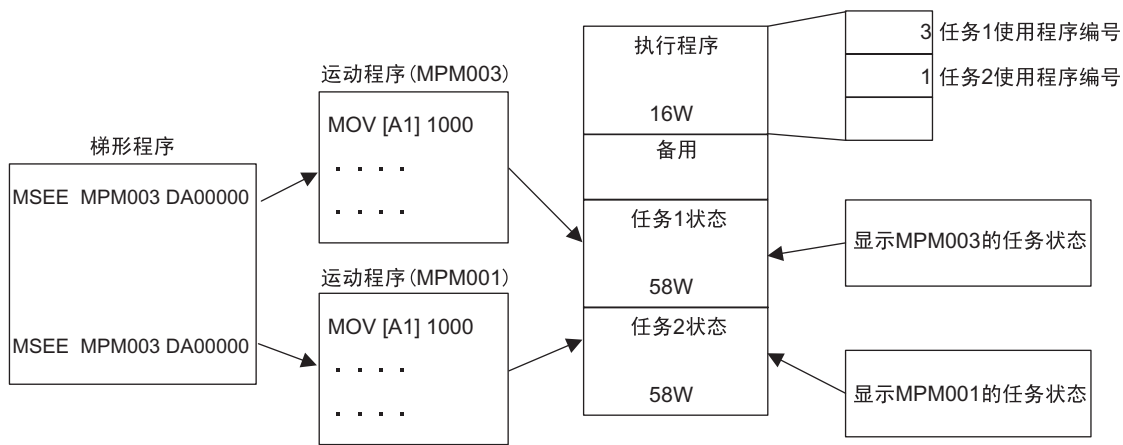 梯形程序
MSEE MPM003 DA00000
MSEE MPM003 DA00000
运动程序(MPM003)
MOV [A1] 1000
· · · ·
· · · ·
运动程序(MPM001)
MOV [A1] 1000
· · · ·
· · · ·
执行程序
16W
备用
任务1状态
58W
任务2状态
58W
3 任务1使用程序编号
1 任务2使用程序编号
显示MPM003的任务状态
显示MPM001的任务状态